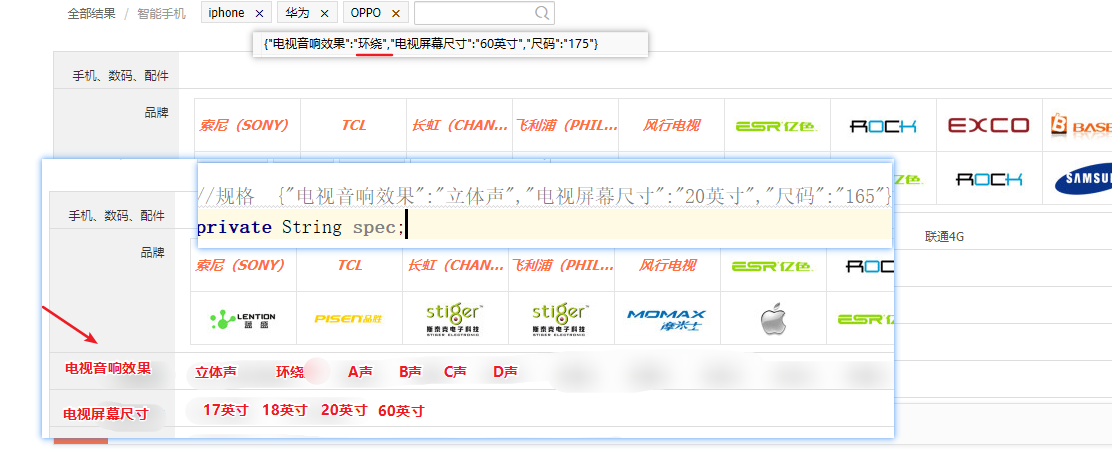 全部结果 / 智能手机 iphone × 华为 × OPPO ×
{"电视音响效果":"环绕","电视屏幕尺寸":"60英寸","尺码":"175"}
手机、数码、配件
品牌 索尼（SONY） TCL 长虹（CHAN... 飞利浦（PHIL... 风行电视 ESR亿色 ROCK EXCO BASE
ROCK SAMSU
//规格 {"电视音响效果":"立体声","电视屏幕尺寸":"20英寸","尺码":"165"}
private String spec;
手机、数码、配件
联通4G
品牌 索尼（SONY） TCL 长虹（CHAN... 飞利浦（PHIL... 风行电视 ESR亿色 ROC
LENTION 蓝盛 PISEN品胜 stiger 斯泰克电子科技 STIGER ELECTRONIC stiger 斯泰克电子科技 STIGER ELECTRONIC MOMAX 摩米士 ESR
电视音响效果 立体声 环绕 A声 B声 C声 D声
电视屏幕尺寸 17英寸 18英寸 20英寸 60英寸